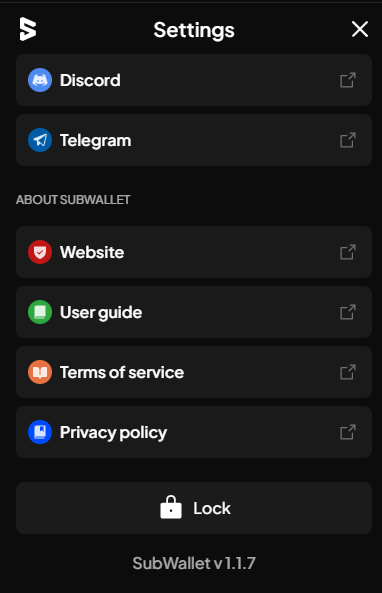 Settings
Discord
Telegram
ABOUT SUBWALLET
Website
User guide
Terms of service
Privacy policy
Lock
SubWallet v 1.1.7